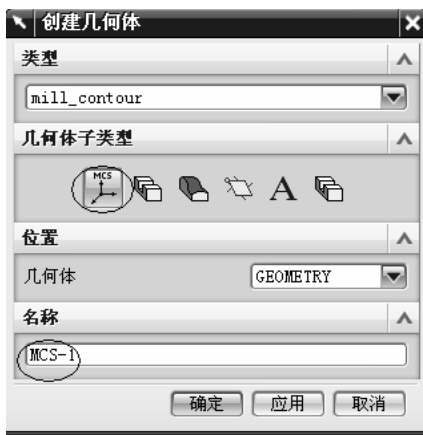 创建几何体
类型
mill_contour
几何体子类型
MCS
A
位置
几何体 GEOMETRY
名称
MCS-1
确定 应用 取消